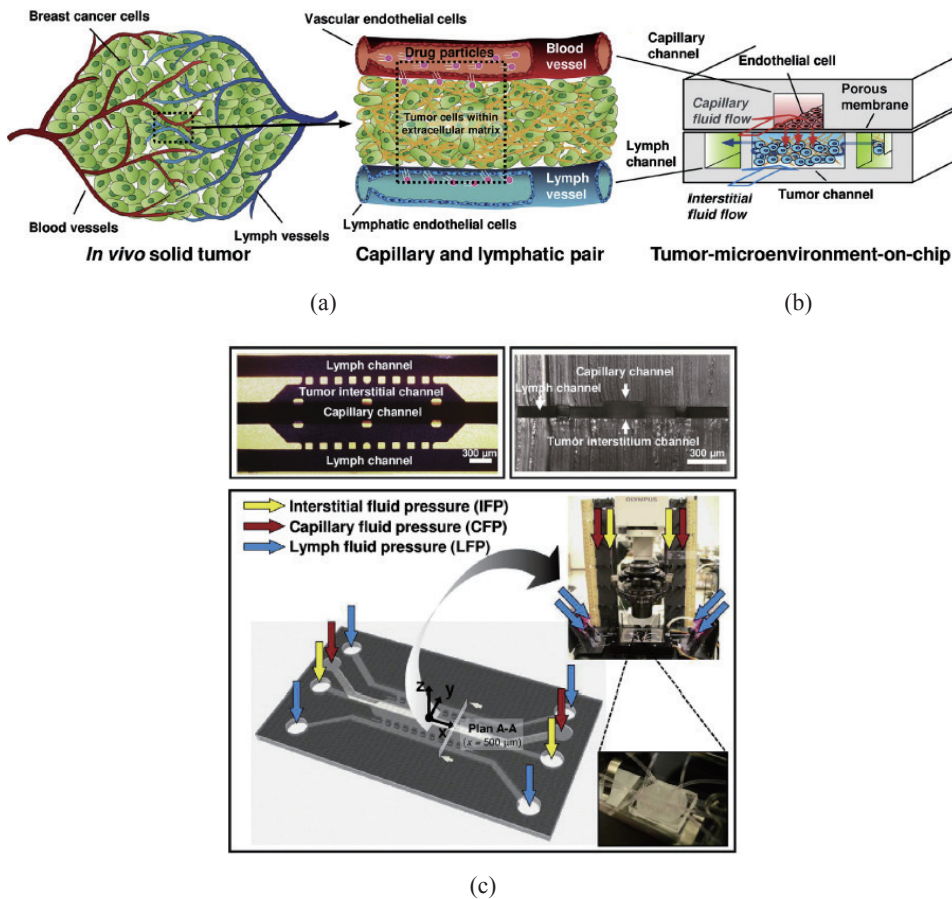 Breast cancer cells
Blood vessels
Lymph vessels
In vivo solid tumor
Vascular endothelial cells
Drug particles
Blood
vessel
Tumor cells within
extracellular matrix
Lymph
vessel
Lymphatic endothelial cells
Capillary and lymphatic pair
Capillary
channel
Endothelial cell
Porous
membrane
Capillary
fluid flow
Lymph
channel
Interstitial
fluid flow
Tumor channel
Tumor-microenvironment-on-chip
(a)
(b)
Lymph channel
Tumor interstitial channel
Capillary channel
Lymph channel
300 μm
Capillary channel
Lymph channel
Tumor interstitium channel
300 μm
Interstitial fluid pressure (IFP)
Capillary fluid pressure (CFP)
Lymph fluid pressure (LFP)
OLYMPUS
z
y
x
Plan A-A
(x = 500 μm)
(c)